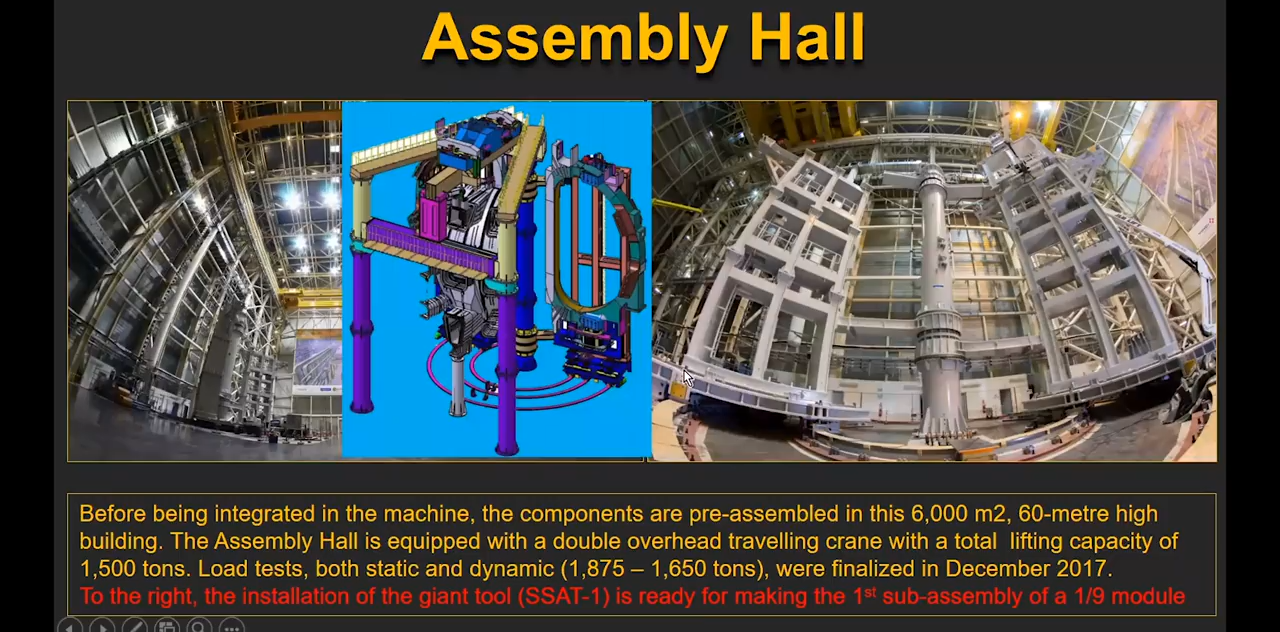 Assembly Hall
Before being integrated in the machine, the components are pre-assembled in this 6,000 m2, 60-metre high
building. The Assembly Hall is equipped with a double overhead travelling crane with a total lifting capacity of
1,500 tons. Load tests, both static and dynamic (1,875 – 1,650 tons), were finalized in December 2017.
To the right, the installation of the giant tool (SSAT-1) is ready for making the 1st sub-assembly of a 1/9 module